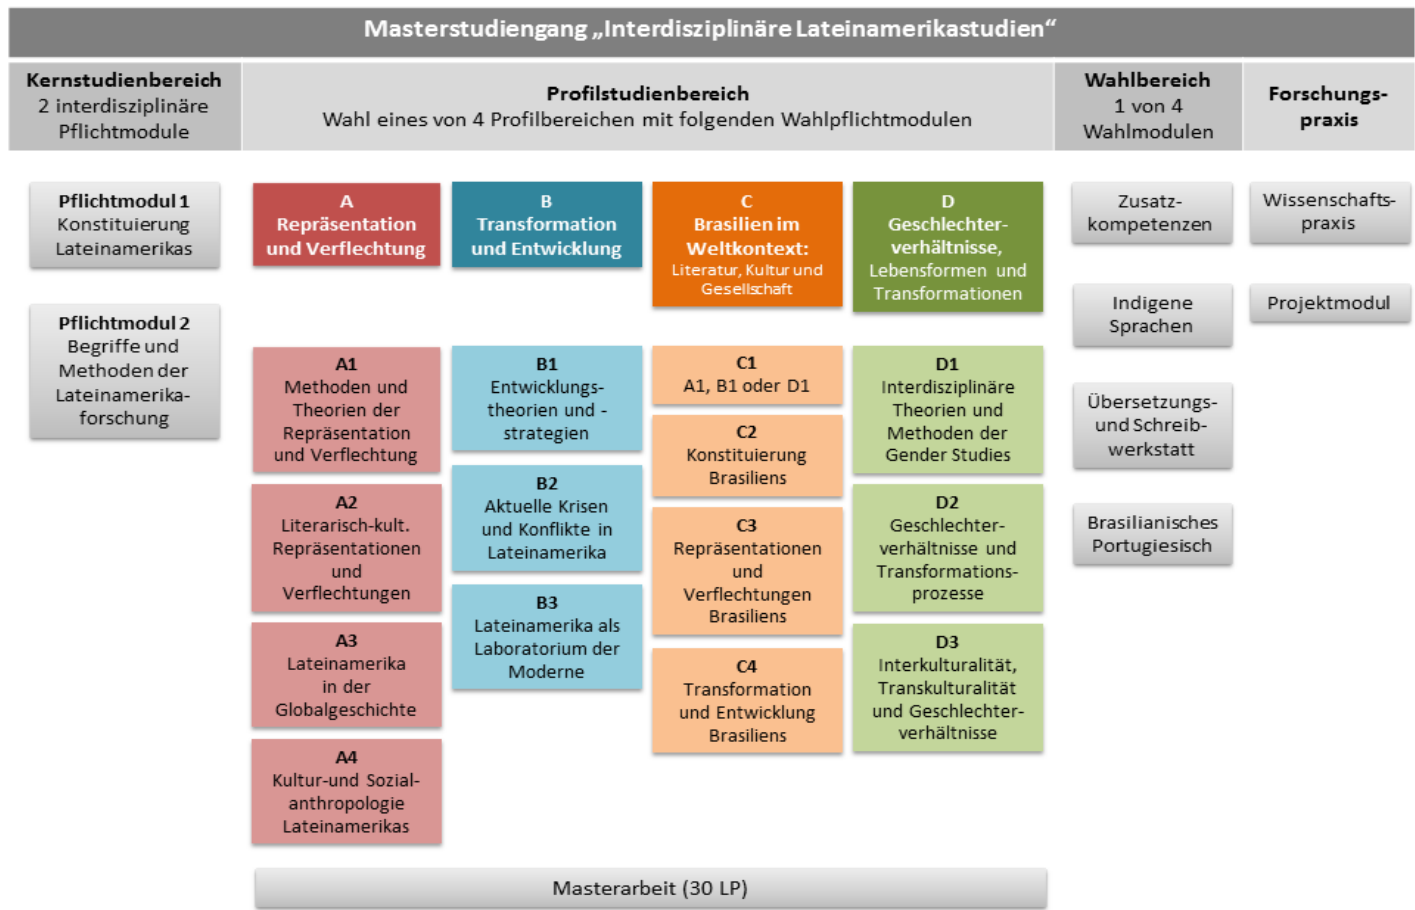 Masterstudiengang „Interdisziplinäre Lateinamerikastudien“
Kernstudienbereich
2 interdisziplinäre
Pflichtmodule
Profilstudienbereich
Wahl eines von 4 Profilbereichen mit folgenden Wahlpflichtmodulen
Wahlbereich
1 von 4
Wahlmodulen
Forschungs-
praxis
Pflichtmodul 1
Konstituierung
Lateinamerikas
Pflichtmodul 2
Begriffe und
Methoden der
Lateinamerika-
forschung
A
Repräsentation
und Verflechtung
A1
Methoden und
Theorien der
Repräsentation
und Verflechtung
A2
Literarisch-kult.
Repräsentationen
und
Verflechtungen
A3
Lateinamerika
in der
Globalgeschichte
A4
Kultur-und Sozial-
anthropologie
Lateinamerikas
B
Transformation
und Entwicklung
B1
Entwicklungs-
theorien und -
strategien
B2
Aktuelle Krisen
und Konflikte in
Lateinamerika
B3
Lateinamerika als
Laboratorium der
Moderne
C
Brasilien im
Weltkontext:
Literatur, Kultur und
Gesellschaft
C1
A1, B1 oder D1
C2
Konstituierung
Brasiliens
C3
Repräsentationen
und
Verflechtungen
Brasiliens
C4
Transformation
und Entwicklung
Brasiliens
D
Geschlechter-
verhältnisse,
Lebensformen und
Transformationen
D1
Interdisziplinäre
Theorien und
Methoden der
Gender Studies
D2
Geschlechter-
verhältnisse und
Transformations-
prozesse
D3
Interkulturalität,
Transkulturalität
und Geschlechter-
verhältnisse
Zusatz-
kompetenzen
Indigene
Sprachen
Übersetzungs-
und Schreib-
werkstatt
Brasilianisches
Portugiesisch
Wissenschafts-
praxis
Projektmodul
Masterarbeit (30 LP)